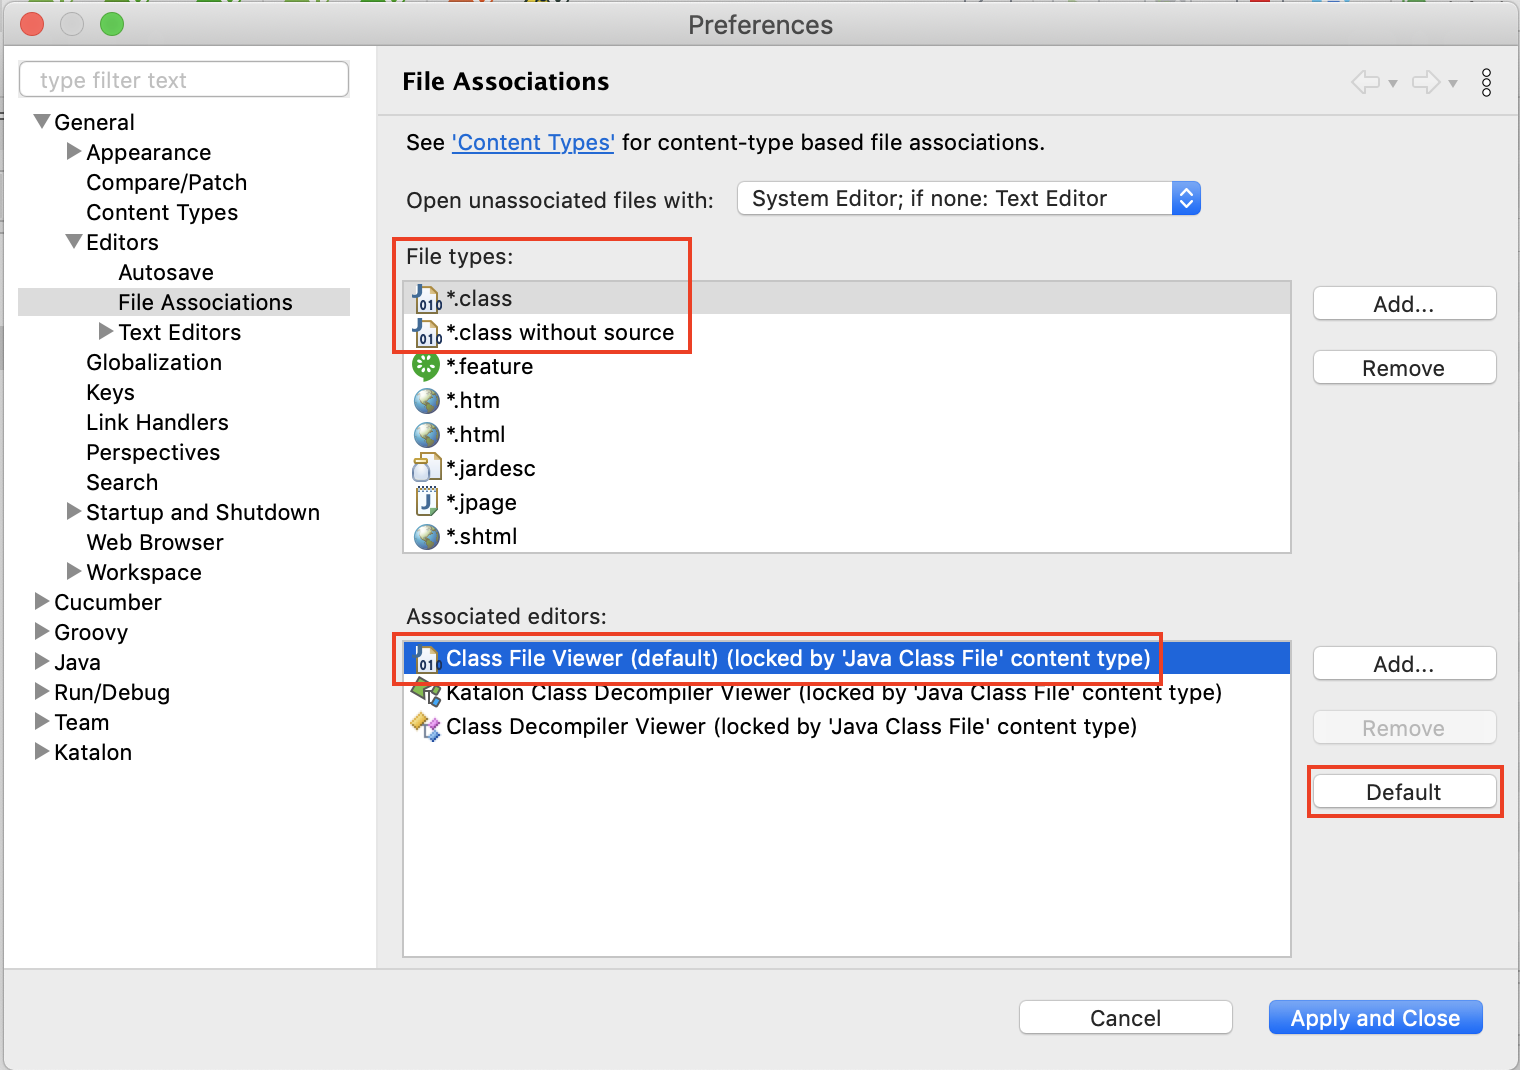 Preferences
type filter text
General
Appearance
Compare/Patch
Content Types
Editors
Autosave
File Associations
Text Editors
Globalization
Keys
Link Handlers
Perspectives
Search
Startup and Shutdown
Web Browser
Workspace
Cucumber
Groovy
Java
Run/Debug
Team
Katalon
File Associations
See 'Content Types' for content-type based file associations.
Open unassociated files with: System Editor; if none: Text Editor
File types:
*.class
*.class without source
*.feature
*.htm
*.html
*.jardesc
*.jpage
*.shtml
Add...
Remove
Associated editors:
Class File Viewer (default) (locked by 'Java Class File' content type)
Katalon Class Decompiler Viewer (locked by 'Java Class File' content type)
Class Decompiler Viewer (locked by 'Java Class File' content type)
Add...
Remove
Default
Cancel
Apply and Close